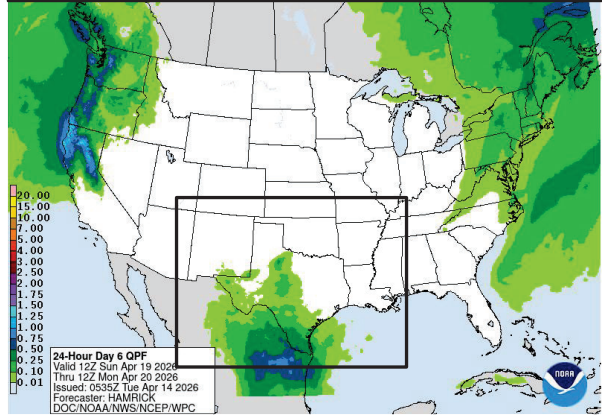 20.00
15.00
10.00
7.00
5.00
4.00
3.00
2.50
2.00
1.75
1.50
1.25
1.00
0.75
0.50
0.25
0.10
0.01
24-Hour Day 6 QPF
Valid 12Z Sun Apr 19 2026
Thru 12Z Mon Apr 20 2026
Issued: 0535Z Tue Apr 14 2026
Forecaster: HAMRICK
DOC/NOAA/NWS/NCEP/WPC
NOAA